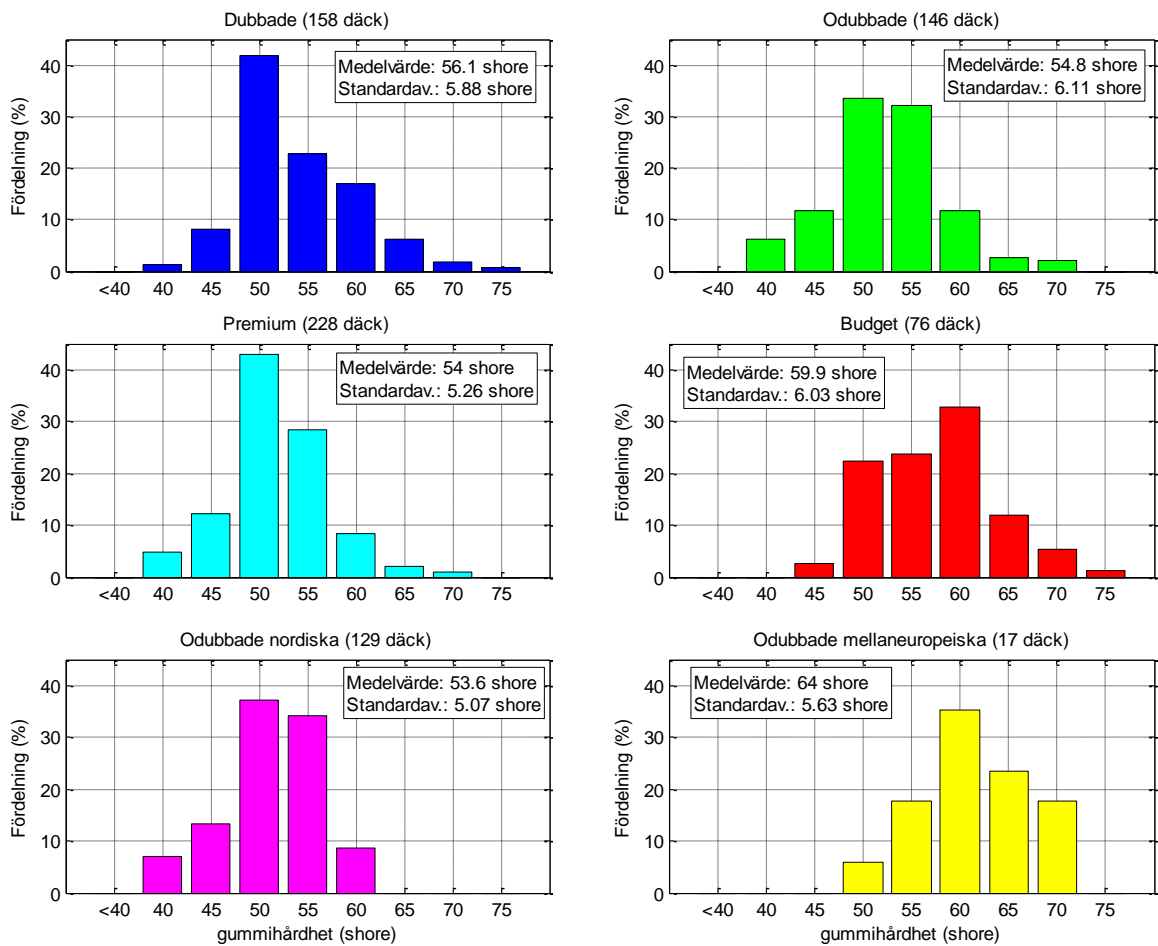 Dubbade (158 däck)
Fördelning (%)
40
30
20
10
0
Medelvärde: 56.1 shore
Standardav.: 5.88 shore
<40 40 45 50 55 60 65 70 75
Odubbade (146 däck)
Fördelning (%)
40
30
20
10
0
Medelvärde: 54.8 shore
Standardav.: 6.11 shore
<40 40 45 50 55 60 65 70 75
Premium (228 däck)
Fördelning (%)
40
30
20
10
0
Medelvärde: 54 shore
Standardav.: 5.26 shore
<40 40 45 50 55 60 65 70 75
Budget (76 däck)
Fördelning (%)
40
30
20
10
0
Medelvärde: 59.9 shore
Standardav.: 6.03 shore
<40 40 45 50 55 60 65 70 75
Odubbade nordiska (129 däck)
Fördelning (%)
40
30
20
10
0
Medelvärde: 53.6 shore
Standardav.: 5.07 shore
<40 40 45 50 55 60 65 70 75
gummihårdhet (shore)
Odubbade mellaneuropeiska (17 däck)
Fördelning (%)
40
30
20
10
0
Medelvärde: 64 shore
Standardav.: 5.63 shore
<40 40 45 50 55 60 65 70 75
gummihårdhet (shore)